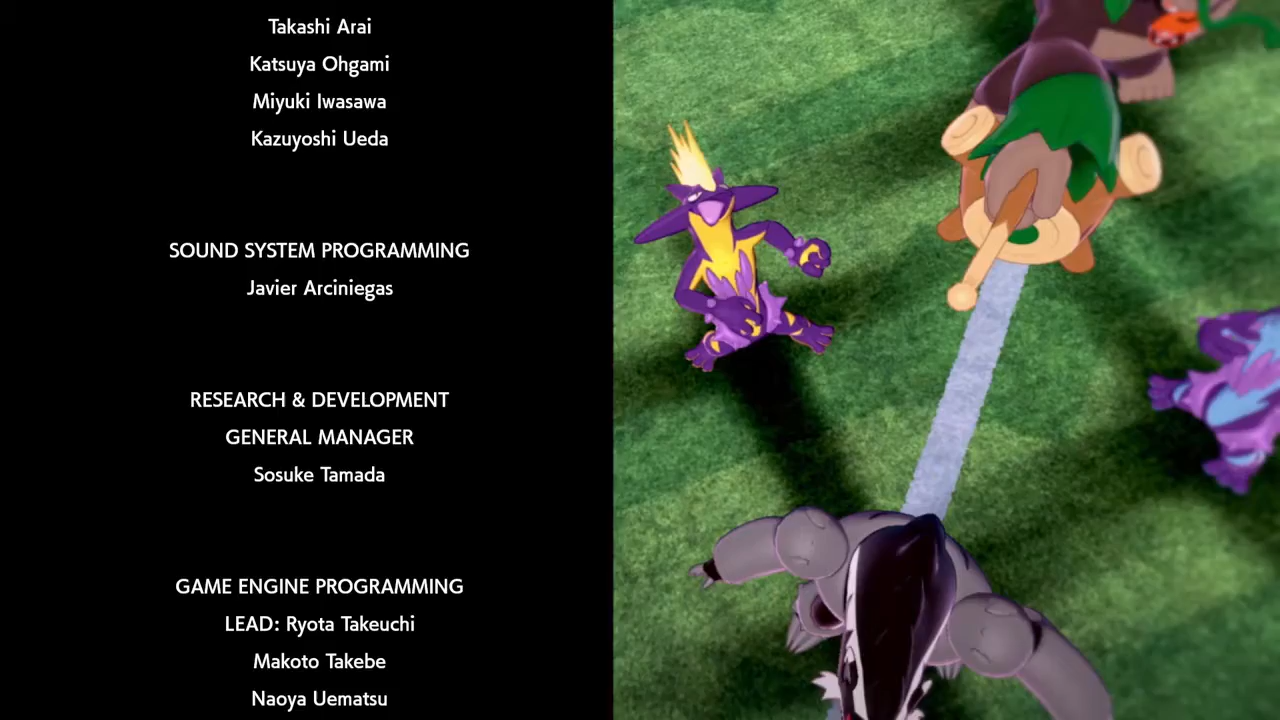 Takashi Arai
Katsuya Ohgami
Miyuki Iwasawa
Kazuyoshi Ueda
SOUND SYSTEM PROGRAMMING
Javier Arciniegas
RESEARCH & DEVELOPMENT
GENERAL MANAGER
Sosuke Tamada
GAME ENGINE PROGRAMMING
LEAD: Ryota Takeuchi
Makoto Takebe
Naoya Uematsu